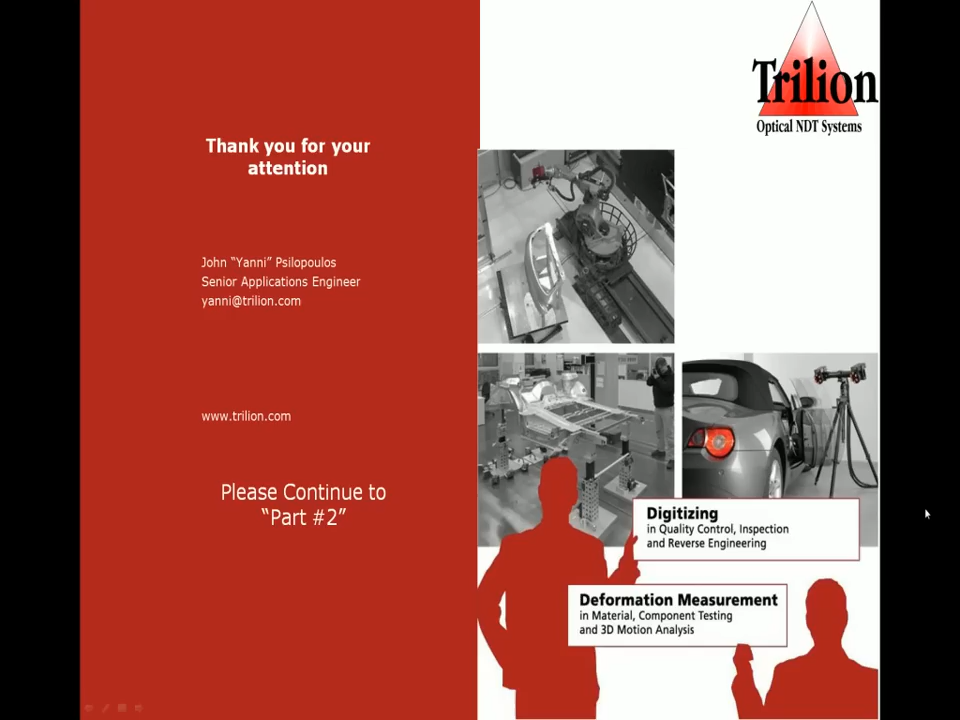 Thank you for your
attention
John “Yanni” Psilopoulos
Senior Applications Engineer
yanni@trilion.com
www.trilion.com
Please Continue to
“Part #2”
Trilion
Optical NDT Systems
Digitizing
in Quality Control, Inspection
and Reverse Engineering
Deformation Measurement
in Material, Component Testing
and 3D Motion Analysis